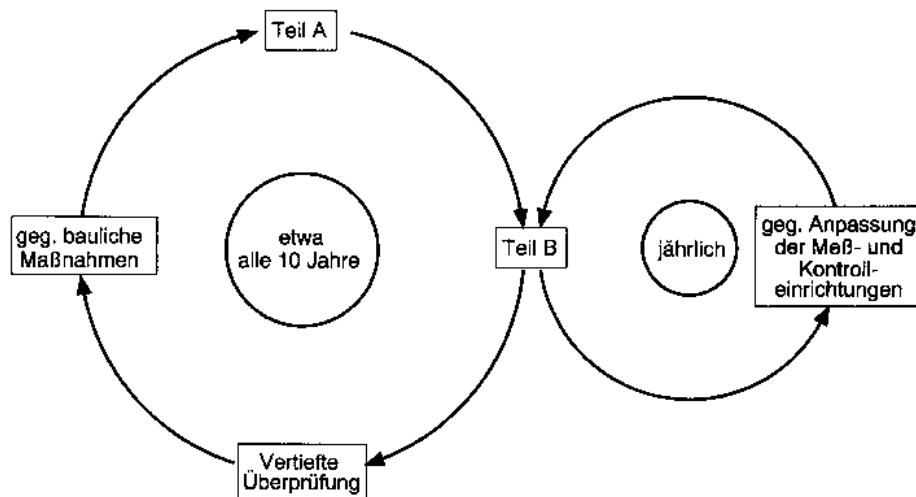 Teil A
geg. bauliche
Maßnahmen
etwa
alle 10 Jahre
Teil B
jährlich
geg. Anpassung
der Meß- und
Kontroll-
einrichtungen
Vertiefte
Überprüfung